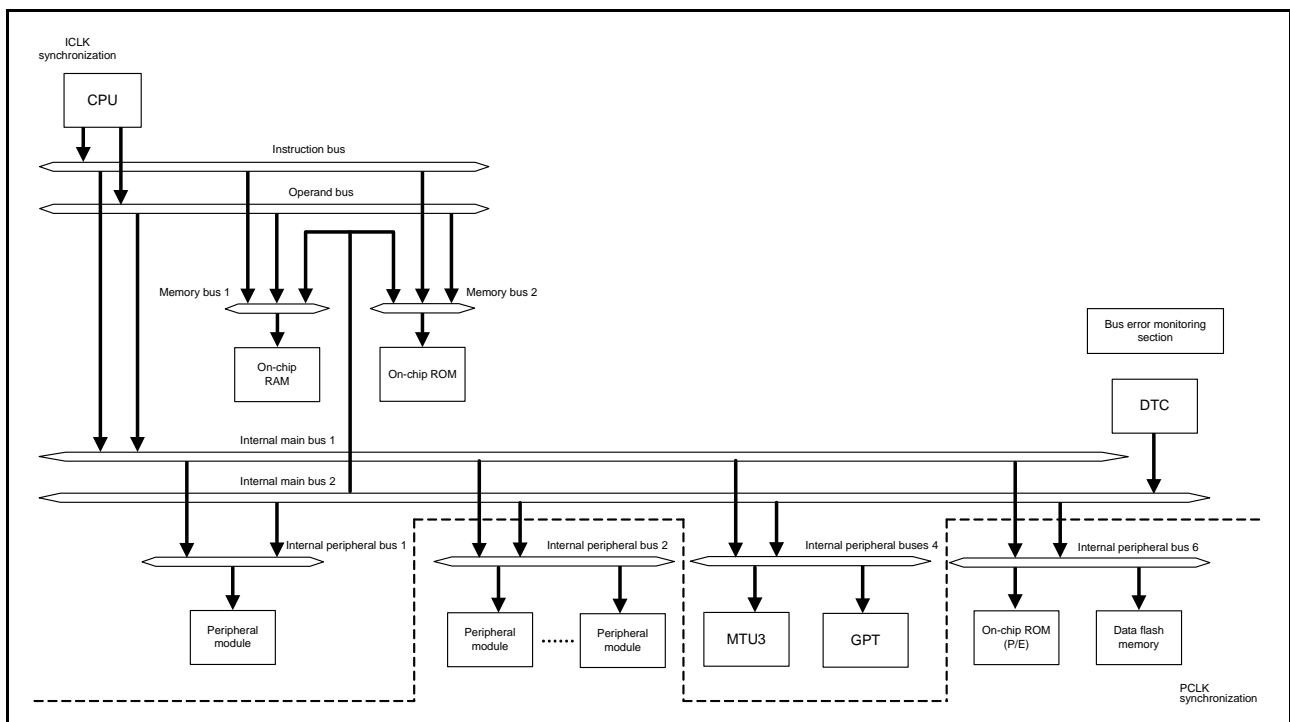 ICLK
synchronization
CPU
Instruction bus
Operand bus
Memory bus 1
Memory bus 2
Bus error monitoring
section
On-chip
RAM
On-chip ROM
DTC
Internal main bus 1
Internal main bus 2
Internal peripheral bus 1
Internal peripheral bus 2
Internal peripheral buses 4
Internal peripheral bus 6
Peripheral
module
Peripheral
module
......
Peripheral
module
MTU3
GPT
On-chip ROM
(P/E)
Data flash
memory
PCLK
synchronization